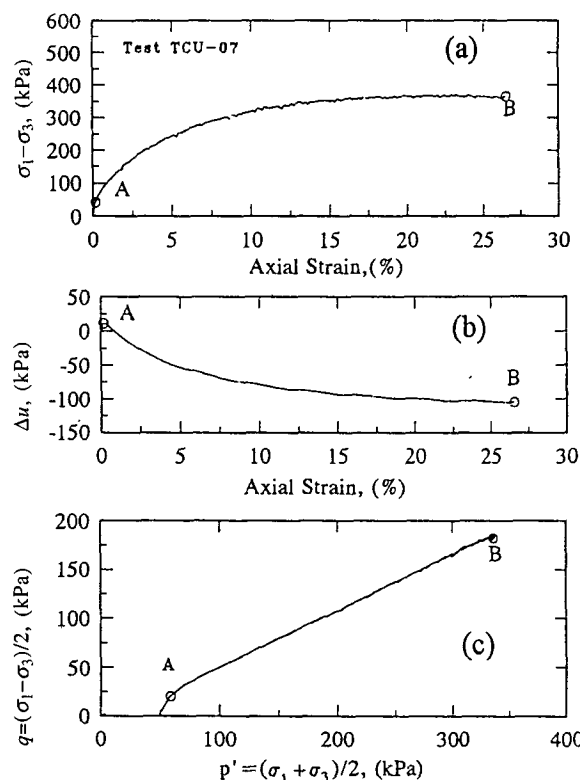 600
500
400
300
200
100
0
σ₁−σ₃, (kPa)
Test TCU-07
(a)
A
B
0 5 10 15 20 25 30
Axial Strain,(%)
50
0
-50
-100
-150
Δu, (kPa)
A
(b)
B
0 5 10 15 20 25 30
Axial Strain, (%)
200
150
100
50
0
q=(σ₁−σ₃)/2, (kPa)
A
B
(c)
0 100 200 300 400
p'=(σ₁+σ₃)/2, (kPa)